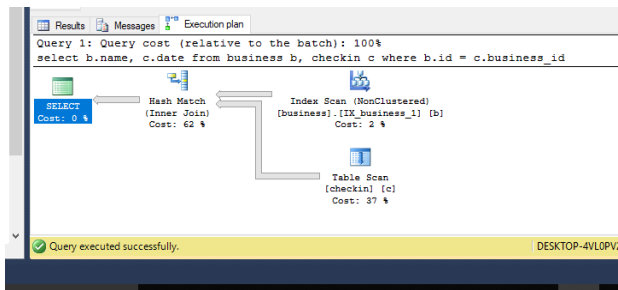 Results Messages Execution plan
Query 1: Query cost (relative to the batch): 100%
select b.name, c.date from business b, checkin c where b.id = c.business_id
SELECT
Cost: 0 %
Hash Match
(Inner Join)
Cost: 62 %
Index Scan (NonClustered)
[business].[IX_business_1] [b]
Cost: 2 %
Table Scan
[checkin] [c]
Cost: 37 %
Query executed successfully. DESKTOP-4VL0PV